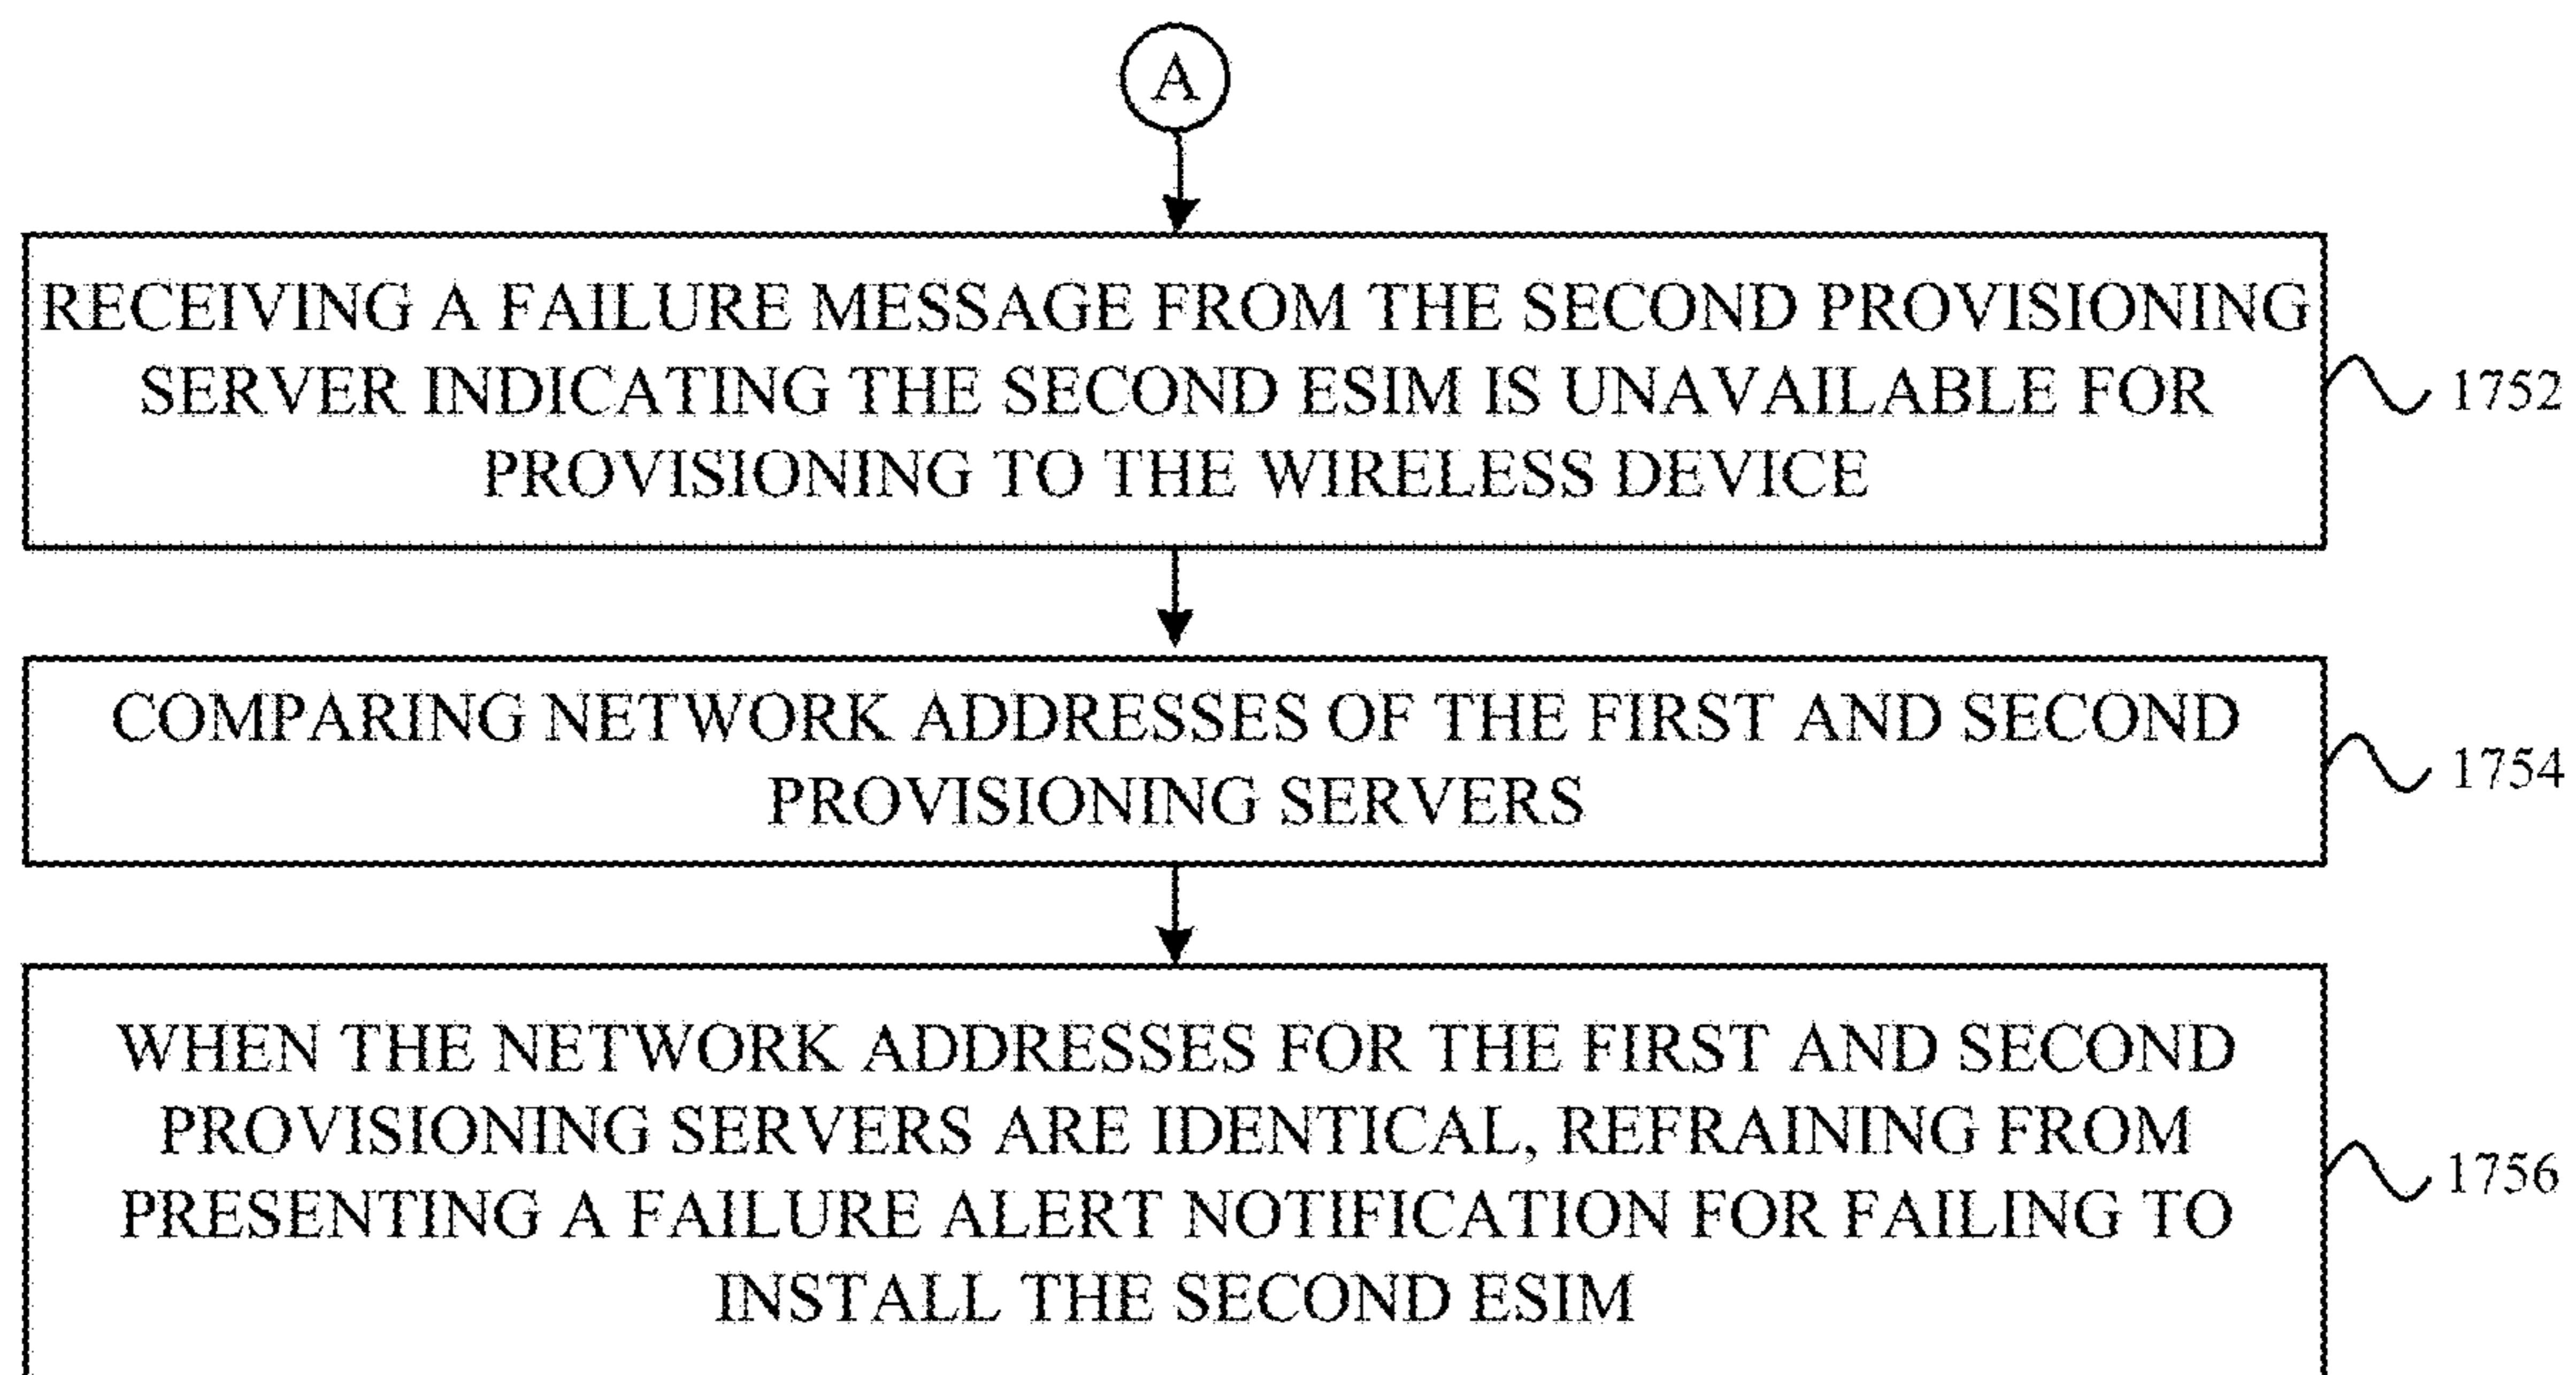 A
RECEIVING A FAILURE MESSAGE FROM THE SECOND PROVISIONING
SERVER INDICATING THE SECOND ESIM IS UNAVAILABLE FOR
PROVISIONING TO THE WIRELESS DEVICE
1752
COMPARING NETWORK ADDRESSES OF THE FIRST AND SECOND
PROVISIONING SERVERS
1754
WHEN THE NETWORK ADDRESSES FOR THE FIRST AND SECOND
PROVISIONING SERVERS ARE IDENTICAL, REFRAINING FROM
PRESENTING A FAILURE ALERT NOTIFICATION FOR FAILING TO
INSTALL THE SECOND ESIM
1756